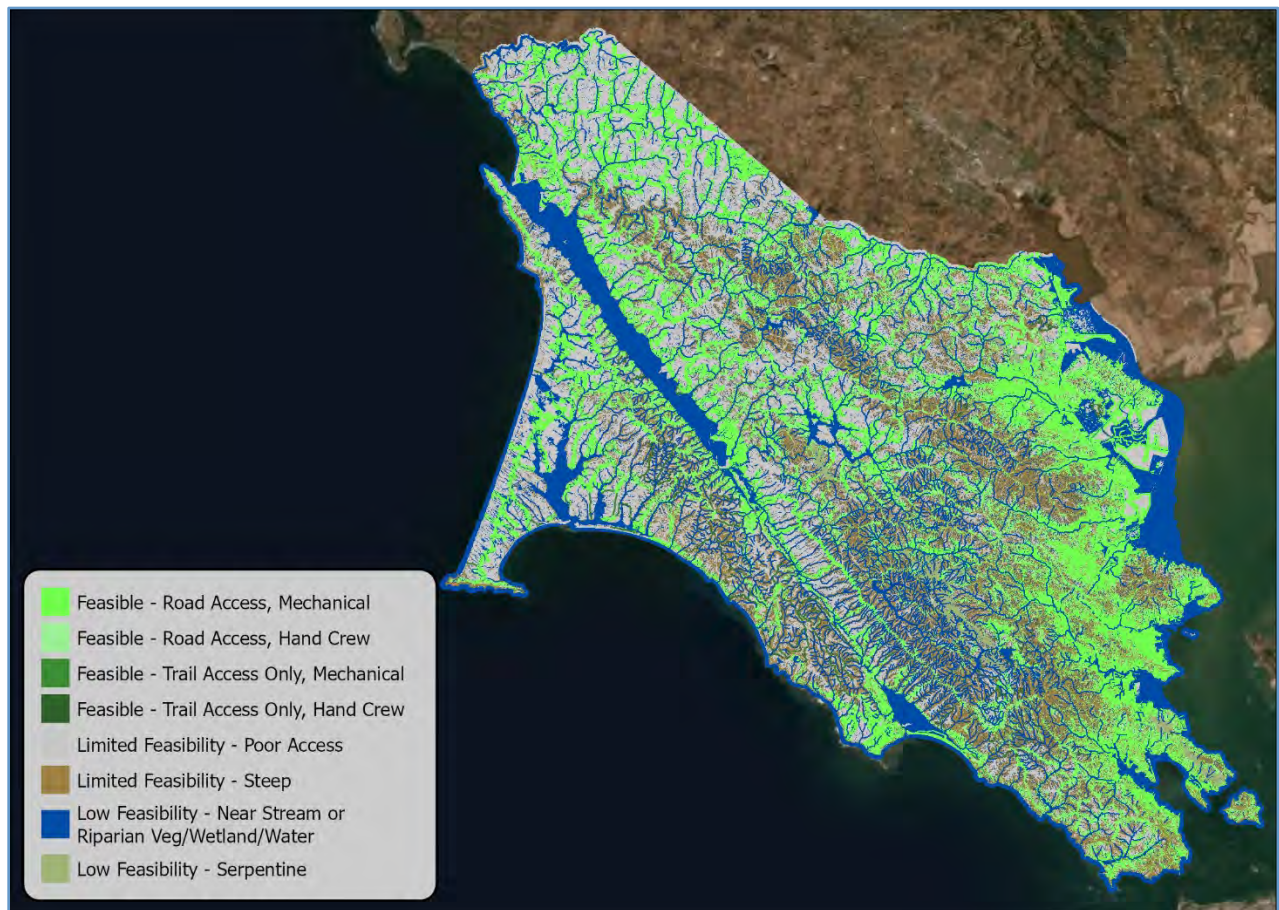 Feasible - Road Access, Mechanical
Feasible - Road Access, Hand Crew
Feasible - Trail Access Only, Mechanical
Feasible - Trail Access Only, Hand Crew
Limited Feasibility - Poor Access
Limited Feasibility - Steep
Low Feasibility - Near Stream or
Riparian Veg/Wetland/Water
Low Feasibility - Serpentine